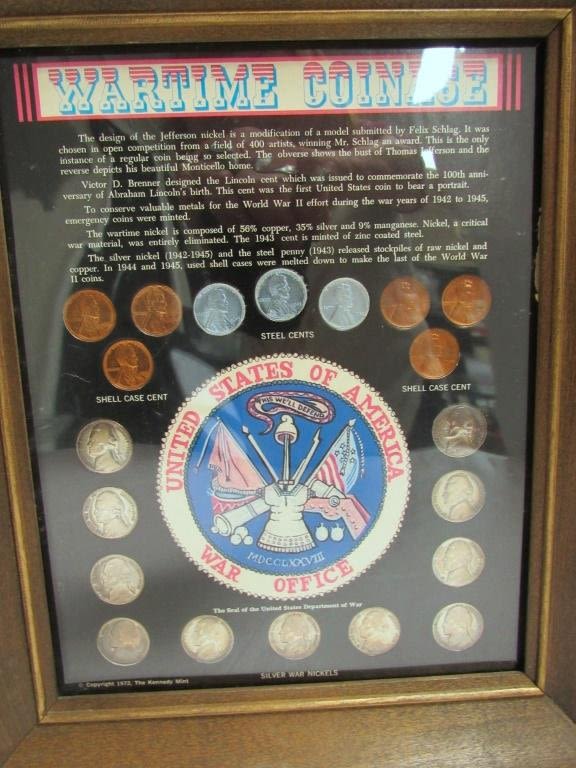 WARTIME COINAGE
The design of the Jefferson nickel is a modification of a model submitted by Felix Schlag. It was
chosen in open competition from a field of 400 artists, winning Mr. Schlag an award. This is the only
instance of a regular coin being so selected. The obverse shows the bust of Thomas Jefferson and the
reverse depicts his beautiful Monticello home.
Victor D. Brenner designed the Lincoln cent which was issued to commemorate the 100th anni-
versary of Abraham Lincoln's birth. This cent was the first United States coin to bear a portrait.
To conserve valuable metals for the World War II effort during the war years of 1942 to 1945,
emergency coins were minted.
The wartime nickel is composed of 56% copper, 35% silver and 9% manganese. Nickel, a critical
war material, was entirely eliminated. The 1943 cent is minted of zinc coated steel.
The silver nickel (1942-1945) and the steel penny (1943) released stockpiles of raw nickel and
copper. In 1944 and 1945, used shell cases were melted down to make the last of the World War
II coins.
STEEL CENTS
SHELL CASE CENT
SHELL CASE CENT
UNITED STATES OF AMERICA
THIS WE'LL DEFEND
MDCCLXXVIII
WAR OFFICE
The Seal of the United States Department of War
SILVER WAR NICKELS
© Copyright 1972, The Kennedy Mint